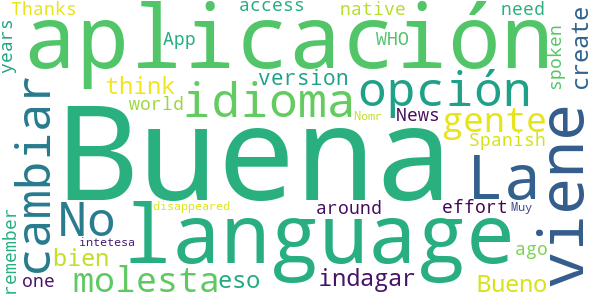 Thanks access native need
aplicación
years App WHO spoken create
think version
world idioma opción
News gente
Nomr Spanish
cambiar Buena La viene
disappeared around effort Muy
No language
intetesa ago
remember bien eso indagar
one molesta Bueno